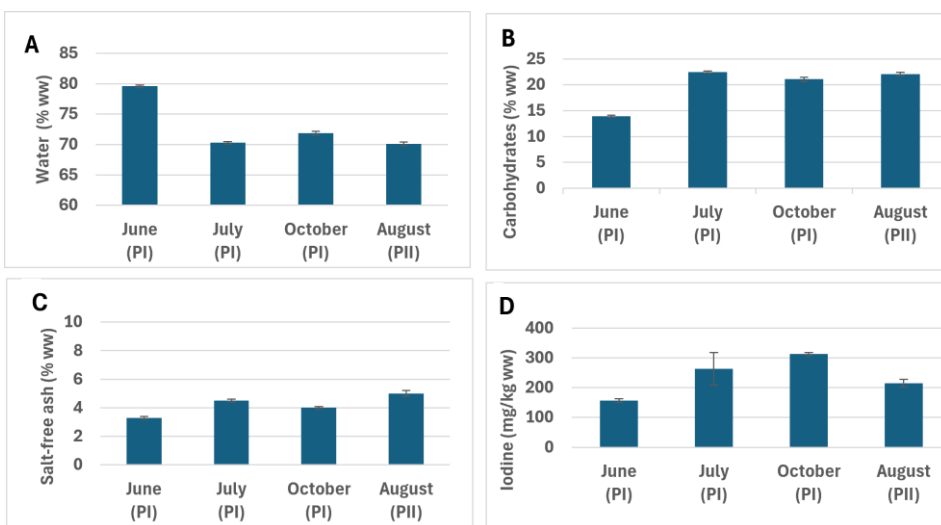 A
Water (% ww)
85
80
75
70
65
60
June
(PI)
July
(PI)
October
(PI)
August
(PII)
B
Carbohydrates (% ww)
25
20
15
10
5
0
June
(PI)
July
(PI)
October
(PI)
August
(PII)
C
Salt-free ash (% ww)
10
8
6
4
2
0
June
(PI)
July
(PI)
October
(PI)
August
(PII)
D
Iodine (mg/kg ww)
400
300
200
100
0
June
(PI)
July
(PI)
October
(PI)
August
(PII)